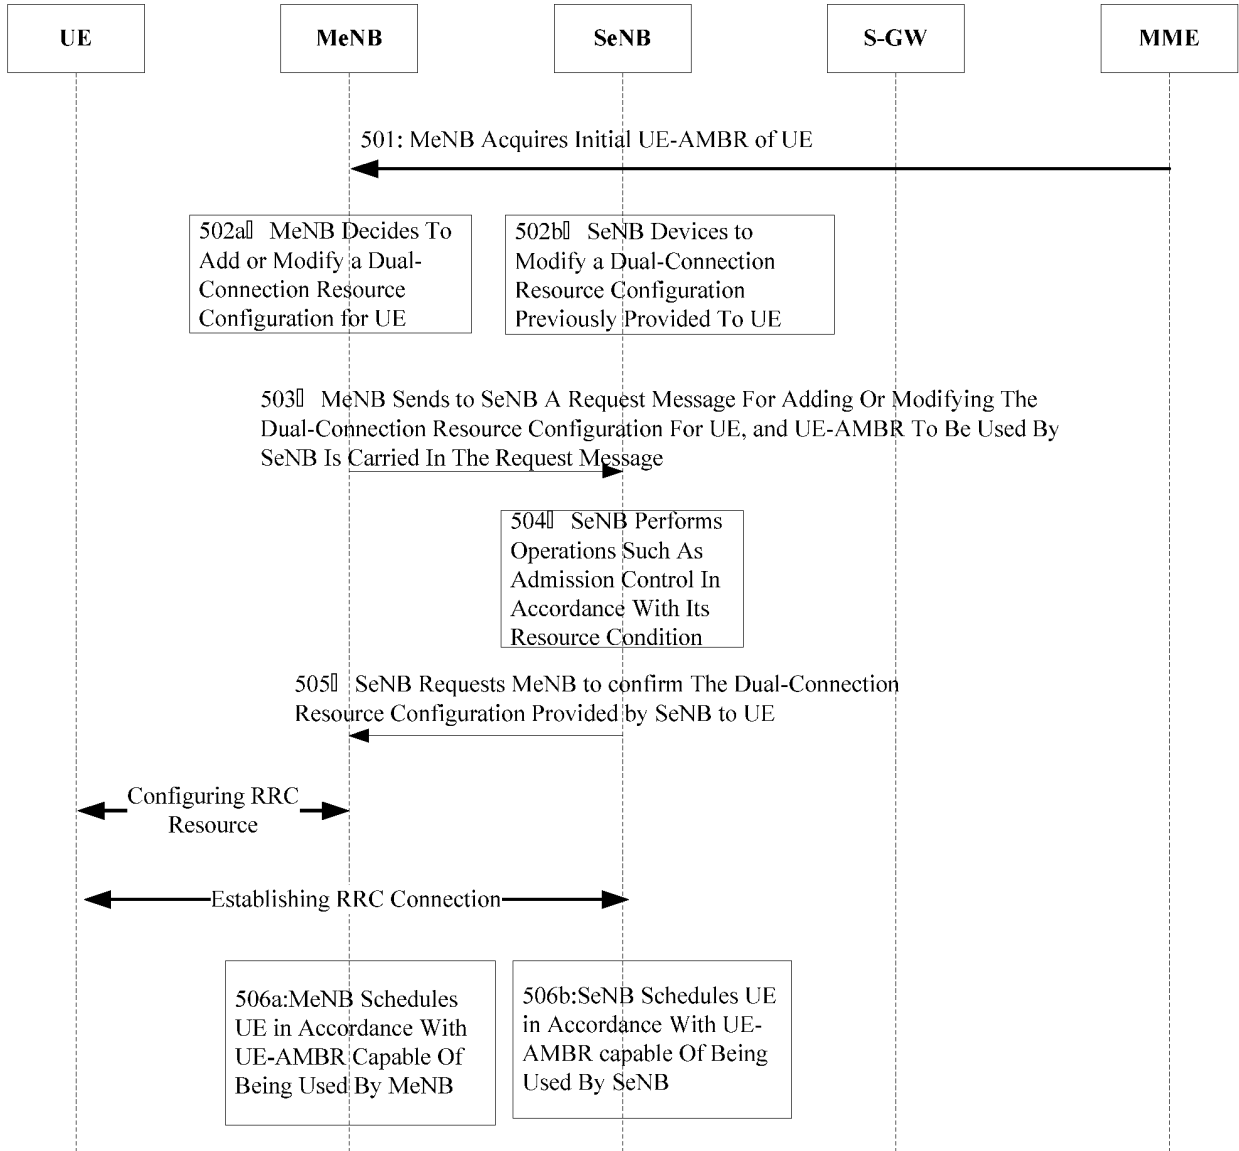 UE
MeNB
SeNB
S-GW
MME
501: MeNB Acquires Initial UE-AMBR of UE
502a▯ MeNB Decides To
Add or Modify a Dual-
Connection Resource
Configuration for UE
502b▯ SeNB Devices to
Modify a Dual-Connection
Resource Configuration
Previously Provided To UE
503▯ MeNB Sends to SeNB A Request Message For Adding Or Modifying The
Dual-Connection Resource Configuration For UE, and UE-AMBR To Be Used By
SeNB Is Carried In The Request Message
504▯ SeNB Performs
Operations Such As
Admission Control In
Accordance With Its
Resource Condition
505▯ SeNB Requests MeNB to confirm The Dual-Connection
Resource Configuration Provided by SeNB to UE
Configuring RRC
Resource
Establishing RRC Connection
506a:MeNB Schedules
UE in Accordance With
UE-AMBR Capable Of
Being Used By MeNB
506b:SeNB Schedules UE
in Accordance With UE-
AMBR capable Of Being
Used By SeNB